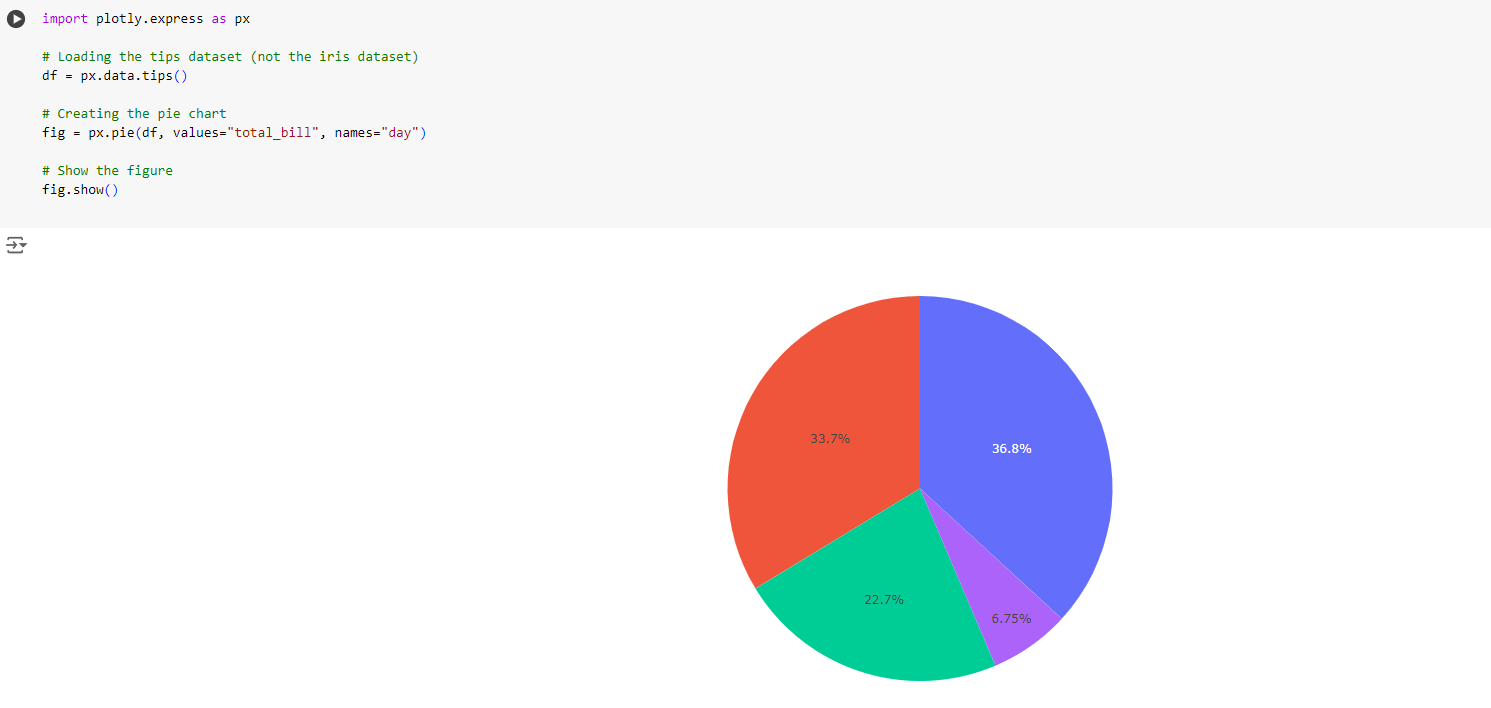 import plotly.express as px
# Loading the tips dataset (not the iris dataset)
df = px.data.tips()
# Creating the pie chart
fig = px.pie(df, values="total_bill", names="day")
# Show the figure
fig.show()
33.7%
36.8%
22.7%
6.75%